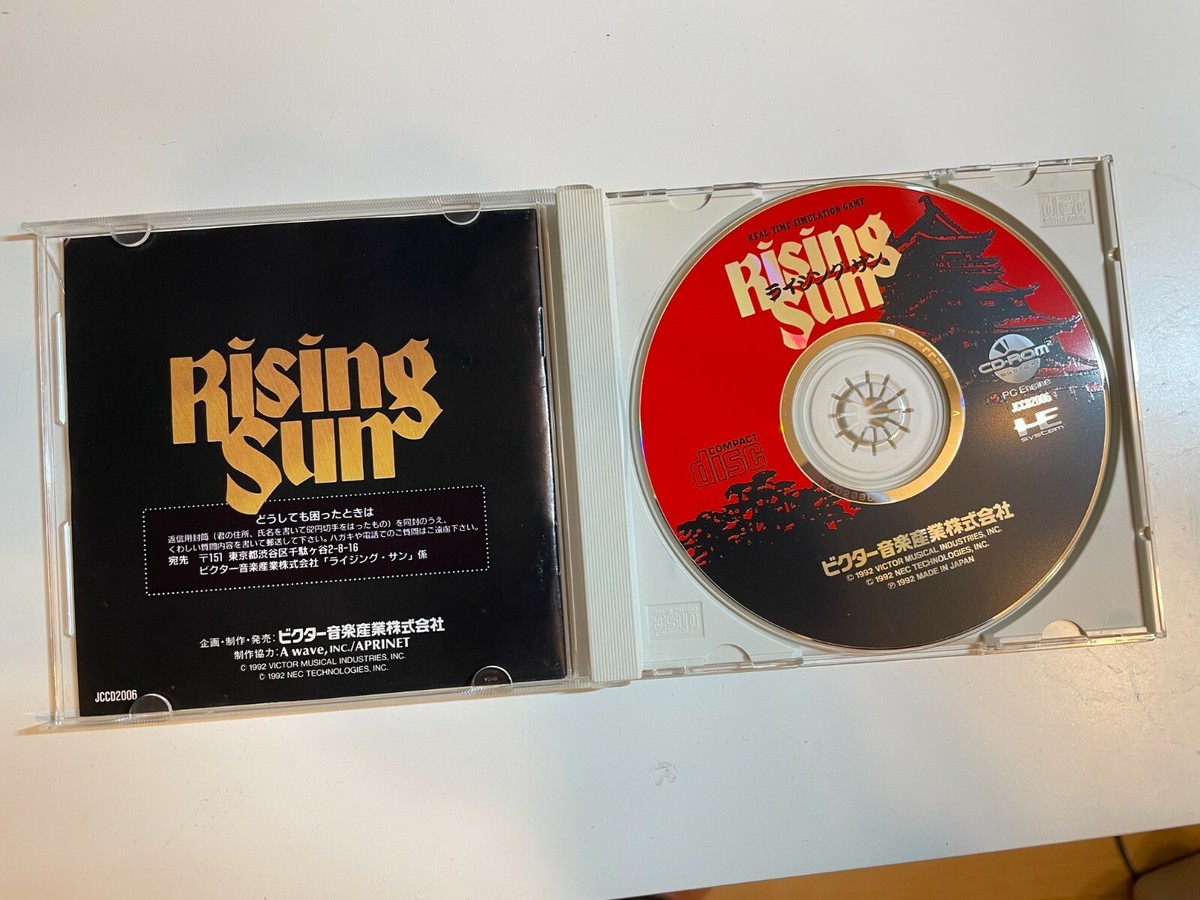 Rising
Sun
どうしても困ったときは
返信用封筒（君の住所、氏名を書いて62円切手をはったもの）を同封のうえ、
くわしい質問内容を書いて郵送して下さい。ハガキや電話でのご質問はご遠慮下さい。
宛先 〒151 東京都渋谷区千駄ヶ谷2-8-16
ビクター音楽産業株式会社「ライジング・サン」係
企画・制作・発売：ビクター音楽産業株式会社
制作協力：A wave, INC./APRINET
© 1992 VICTOR MUSICAL INDUSTRIES, INC.
© 1992 NEC TECHNOLOGIES, INC.
JCCD2006
REAL TIME SIMULATION GAME
Rising
ライジング・サン
Sun
CD-ROM²
PC Engine
JCCD2006
HE
system
COMPACT
disc
ビクター音楽産業株式会社
© 1992 VICTOR MUSICAL INDUSTRIES, INC.
© 1992 NEC TECHNOLOGIES, INC.
℗ 1992 MADE IN JAPAN
disc
disc